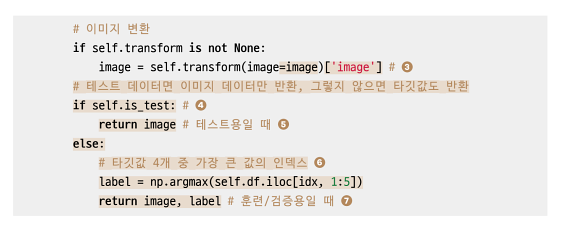 # 이미지 변환
if self.transform is not None:
image = self.transform(image=image)['image'] # ❸
# 테스트 데이터면 이미지 데이터만 반환, 그렇지 않으면 타깃값도 반환
if self.is_test: # ❹
return image # 테스트용일 때 ❺
else:
# 타깃값 4개 중 가장 큰 값의 인덱스 ❻
label = np.argmax(self.df.iloc[idx, 1:5])
return image, label # 훈련/검증용일 때 ❼